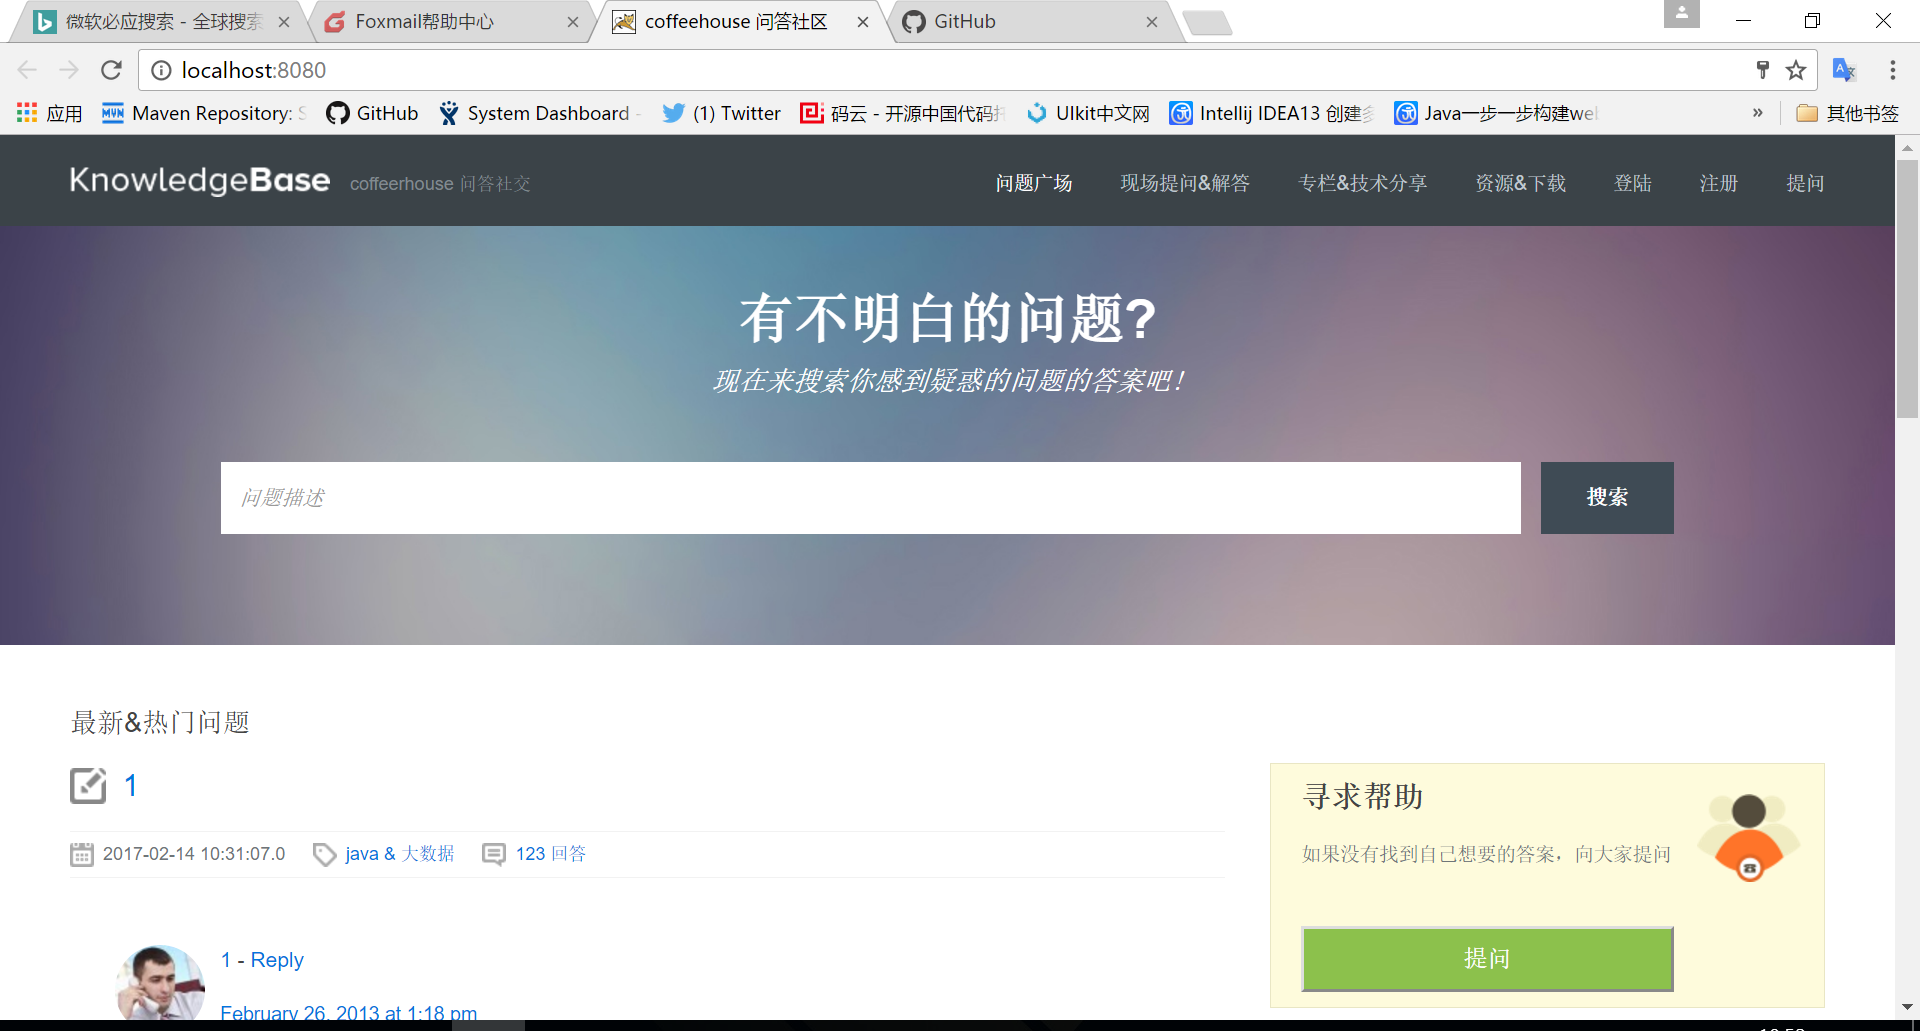 微软必应搜索 - 全球搜索
Foxmail帮助中心
coffeehouse 问答社区
GitHub
localhost:8080
应用
Maven Repository:
GitHub
System Dashboard -
(1) Twitter
码云 - 开源中国代码
UIkit中文网
Intellij IDEA13 创建
Java一步一步构建we
»
其他书签
KnowledgeBase
coffeerhouse 问答社交
问题广场
现场提问&解答
专栏&技术分享
资源&下载
登陆
注册
提问
有不明白的问题?
现在来搜索你感到疑惑的问题的答案吧!
问题描述
搜索
最新&热门问题
1
2017-02-14 10:31:07.0
java & 大数据
123 回答
1 - Reply
February 26, 2013 at 1:18 pm
寻求帮助
如果没有找到自己想要的答案，向大家提问
提问